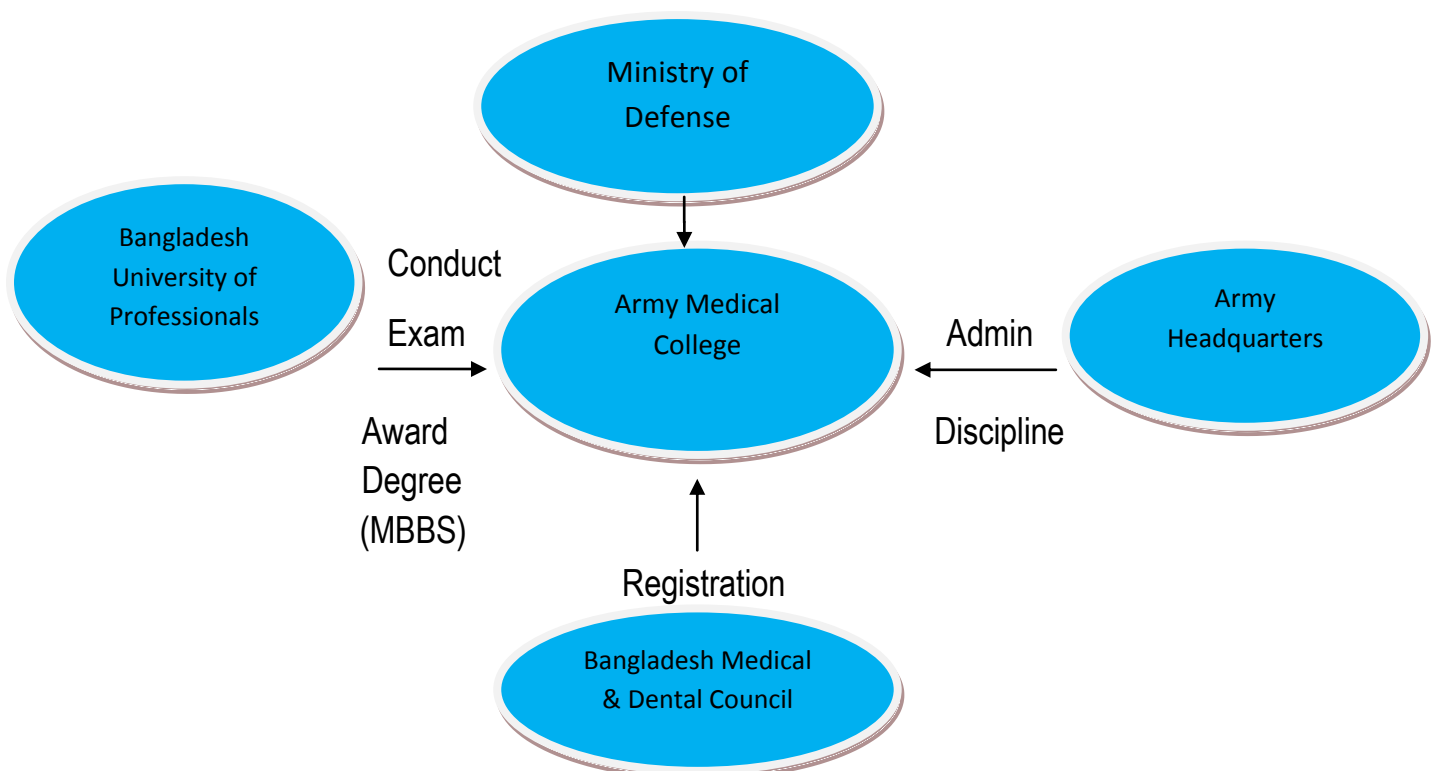 Ministry of
Defense
Bangladesh
University of
Professionals
Conduct
Exam
Award
Degree
(MBBS)
Army Medical
College
Admin
Discipline
Army
Headquarters
Registration
Bangladesh Medical
& Dental Council